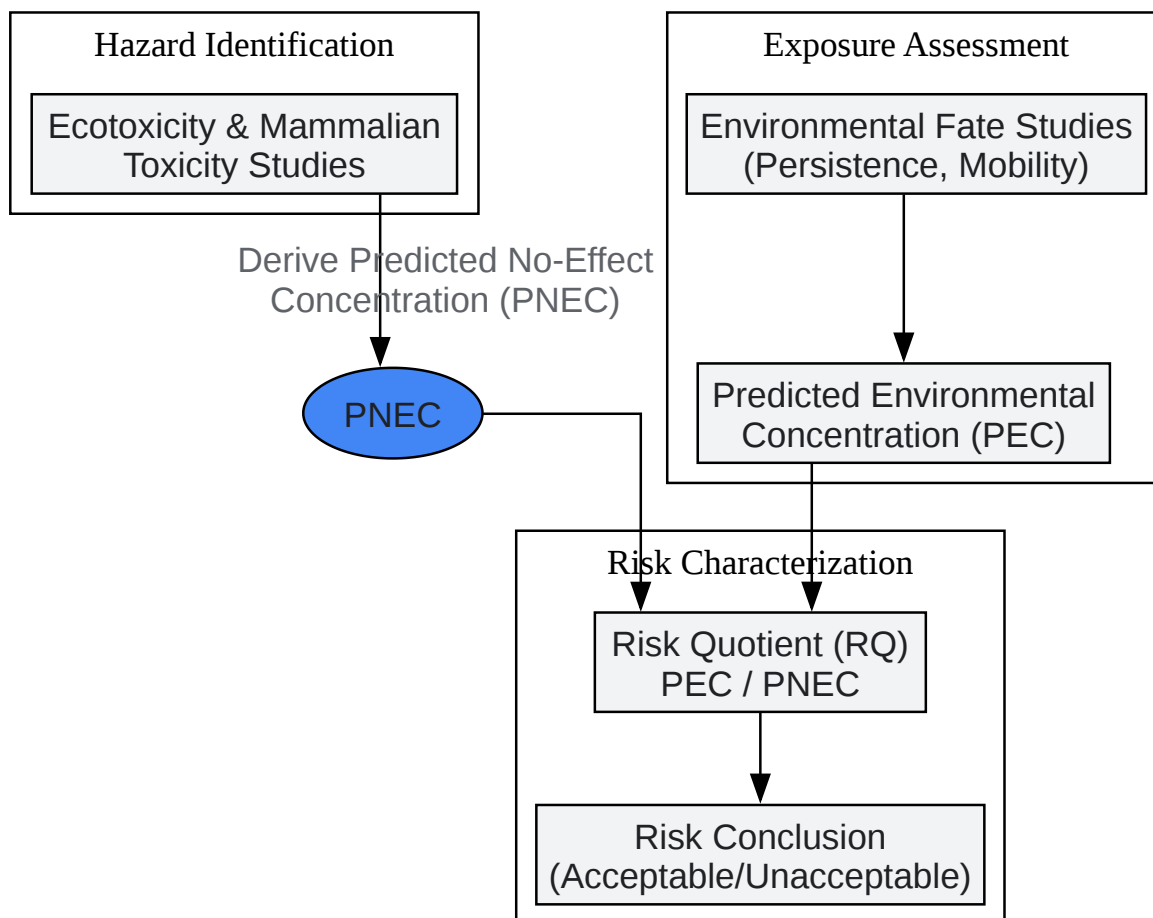 Hazard Identification
Ecotoxicity & Mammalian
Toxicity Studies
Derive Predicted No-Effect
Concentration (PNEC)
PNEC
Exposure Assessment
Environmental Fate Studies
(Persistence, Mobility)
Predicted Environmental
Concentration (PEC)
Risk Characterization
Risk Quotient (RQ)
PEC / PNEC
Risk Conclusion
(Acceptable/Unacceptable)